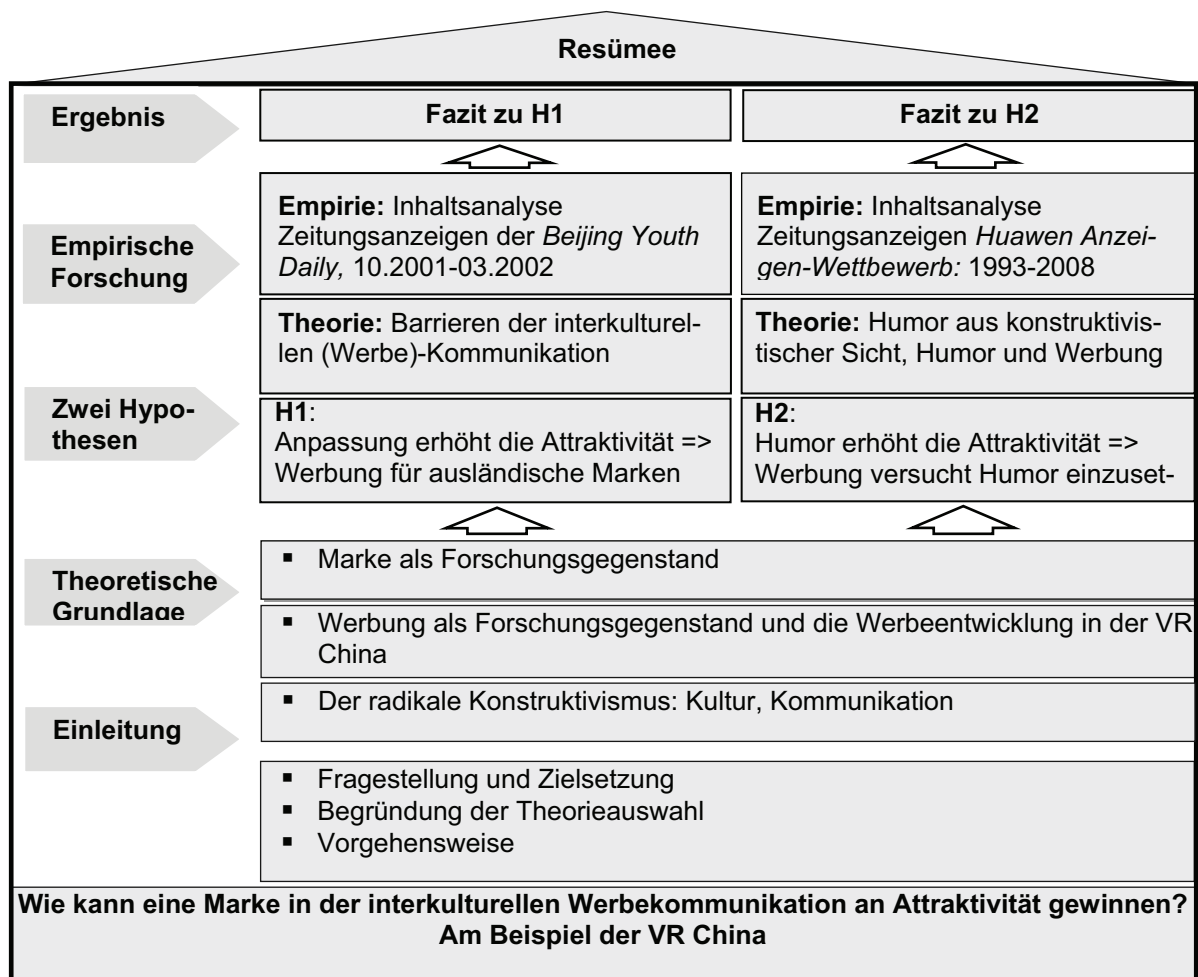 Resümee
Ergebnis
Fazit zu H1
Fazit zu H2
Empirische
Forschung
Empirie: Inhaltsanalyse
Zeitungsanzeigen der Beijing Youth
Daily, 10.2001-03.2002
Empirie: Inhaltsanalyse
Zeitungsanzeigen Huawen Anzei-
gen-Wettbewerb: 1993-2008
Theorie: Barrieren der interkulturel-
len (Werbe)-Kommunikation
Theorie: Humor aus konstruktivis-
tischer Sicht, Humor und Werbung
Zwei Hypo-
thesen
H1:
Anpassung erhöht die Attraktivität =>
Werbung für ausländische Marken
H2:
Humor erhöht die Attraktivität =>
Werbung versucht Humor einzuset-
Theoretische
Grundlage
▪ Marke als Forschungsgegenstand
▪ Werbung als Forschungsgegenstand und die Werbeentwicklung in der VR
China
▪ Der radikale Konstruktivismus: Kultur, Kommunikation
Einleitung
▪ Fragestellung und Zielsetzung
▪ Begründung der Theorieauswahl
▪ Vorgehensweise
Wie kann eine Marke in der interkulturellen Werbekommunikation an Attraktivität gewinnen?
Am Beispiel der VR China